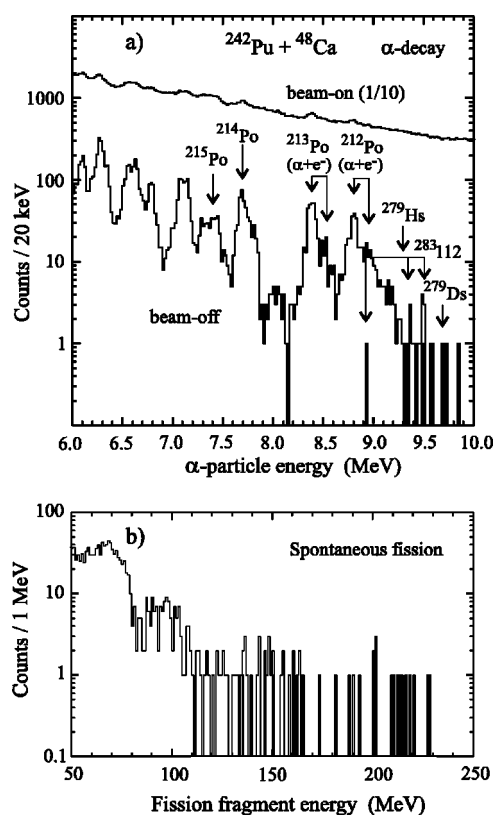 a) ²⁴²Pu + ⁴⁸Ca α-decay
beam-on (1/10)
²¹⁵Po
²¹⁴Po
²¹³Po
(α+e⁻)
²¹²Po
(α+e⁻)
²⁷⁹Hs
²⁸³112
²⁷⁹Ds
beam-off
Counts / 20 keV
1000
100
10
1
6.0 6.5 7.0 7.5 8.0 8.5 9.0 9.5 10.0
α-particle energy (MeV)
b) Spontaneous fission
Counts / 1 MeV
100
10
1
0.1
50 100 150 200 250
Fission fragment energy (MeV)